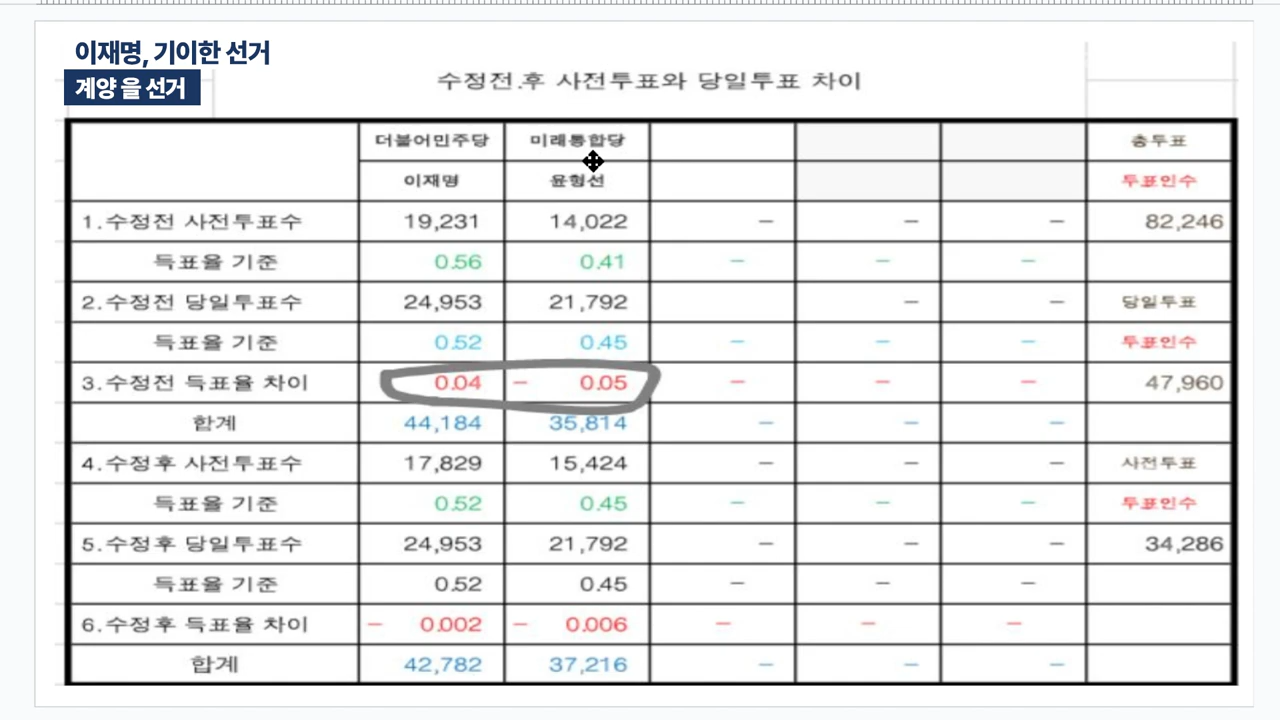 이재명, 기이한 선거
계양 을 선거
수정전.후 사전투표와 당일투표 차이
더불어민주당 미래통합당 총투표
이재명 윤형선 투표인수
1.수정전 사전투표수 19,231 14,022 – – – 82,246
득표율 기준 0.56 0.41 – – –
2.수정전 당일투표수 24,953 21,792 – – 당일투표
득표율 기준 0.52 0.45 – – – 투표인수
3.수정전 득표율 차이 0.04 – 0.05 – – – 47,960
합계 44,184 35,814 – – –
4.수정후 사전투표수 17,829 15,424 – – – 사전투표
득표율 기준 0.52 0.45 – – – 투표인수
5.수정후 당일투표수 24,953 21,792 – – – 34,286
득표율 기준 0.52 0.45 – – –
6.수정후 득표율 차이 – 0.002 – 0.006 – – –
합계 42,782 37,216 – – –